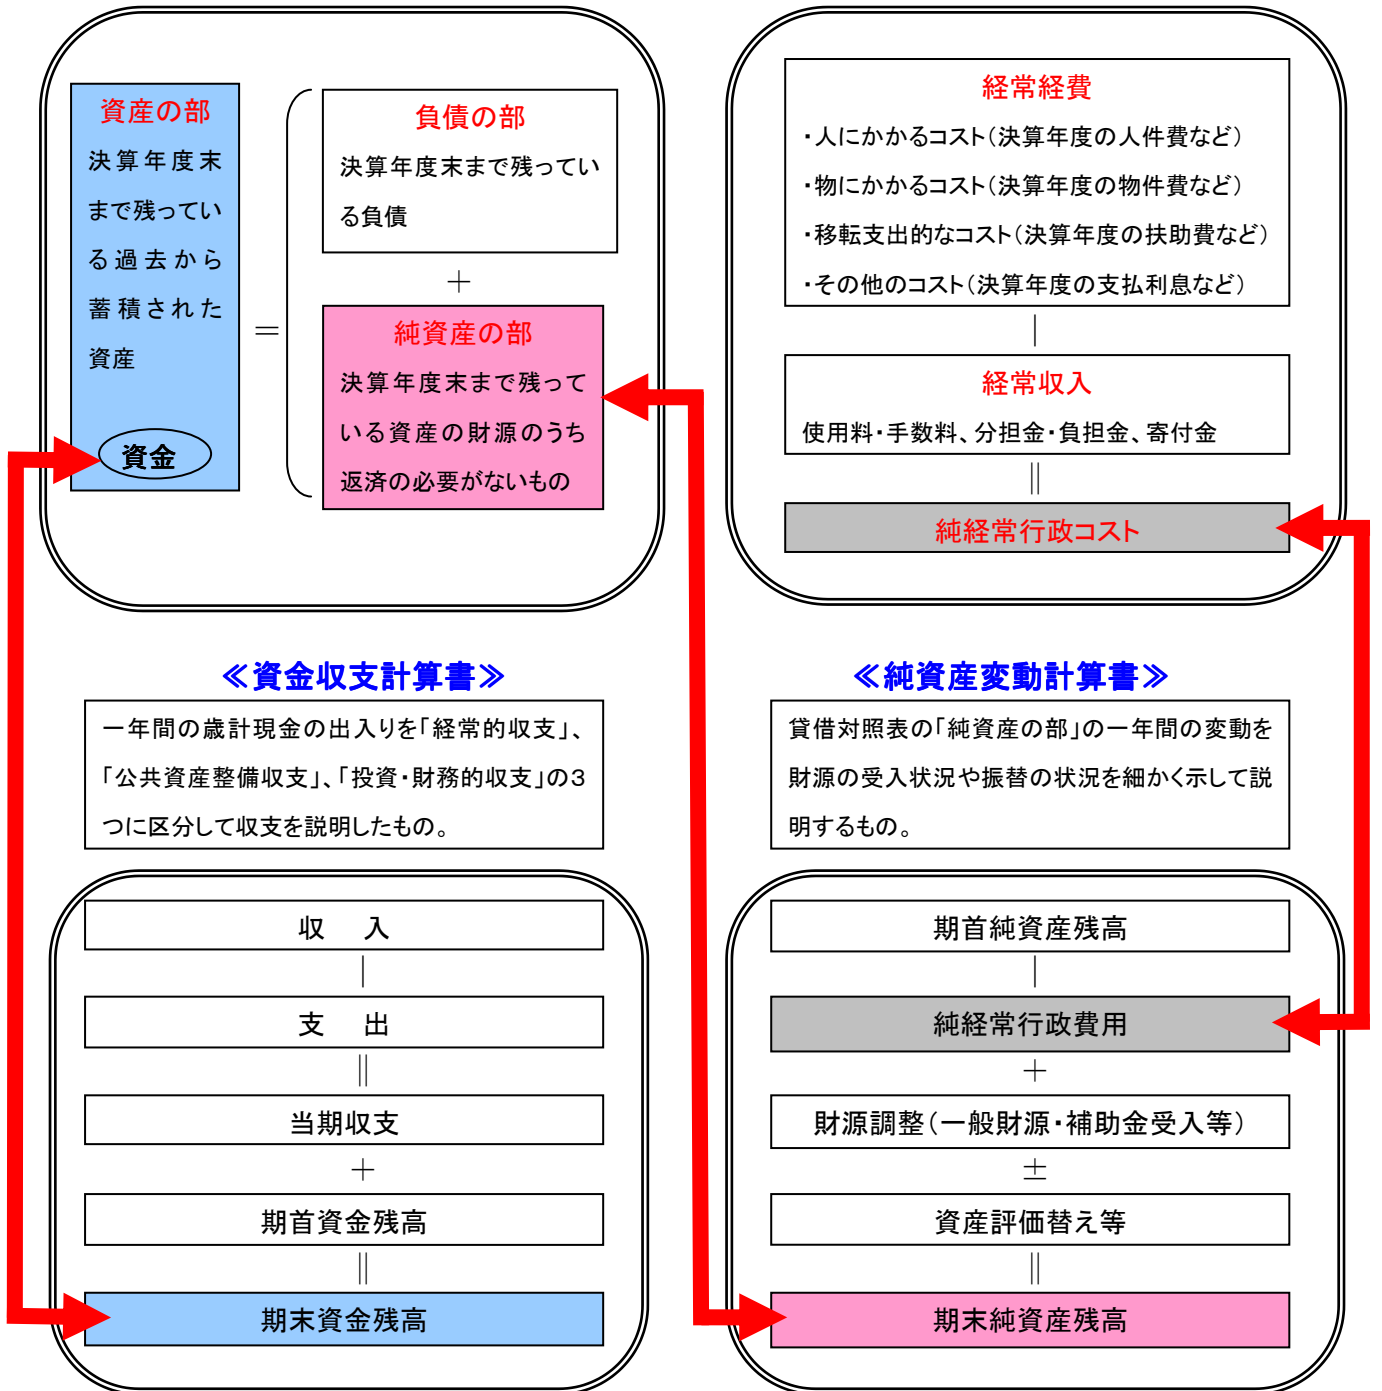 資産の部
決算年度末
まで残ってい
る過去から
蓄積された
資産
資金
＝
負債の部
決算年度末まで残ってい
る負債
＋
純資産の部
決算年度末まで残って
いる資産の財源のうち
返済の必要がないもの
経常経費
・人にかかるコスト（決算年度の人件費など）
・物にかかるコスト（決算年度の物件費など）
・移転支出的なコスト（決算年度の扶助費など）
・その他のコスト（決算年度の支払利息など）
｜
経常収入
使用料・手数料、分担金・負担金、寄付金
||
純経常行政コスト
≪資金収支計算書≫
一年間の歳計現金の出入りを「経常的収支」、
「公共資産整備収支」、「投資・財務的収支」の３
つに区分して収支を説明したもの。
収　入
｜
支　出
||
当期収支
＋
期首資金残高
||
期末資金残高
≪純資産変動計算書≫
貸借対照表の「純資産の部」の一年間の変動を
財源の受入状況や振替の状況を細かく示して説
明するもの。
期首純資産残高
｜
純経常行政費用
＋
財源調整（一般財源・補助金受入等）
±
資産評価替え等
||
期末純資産残高